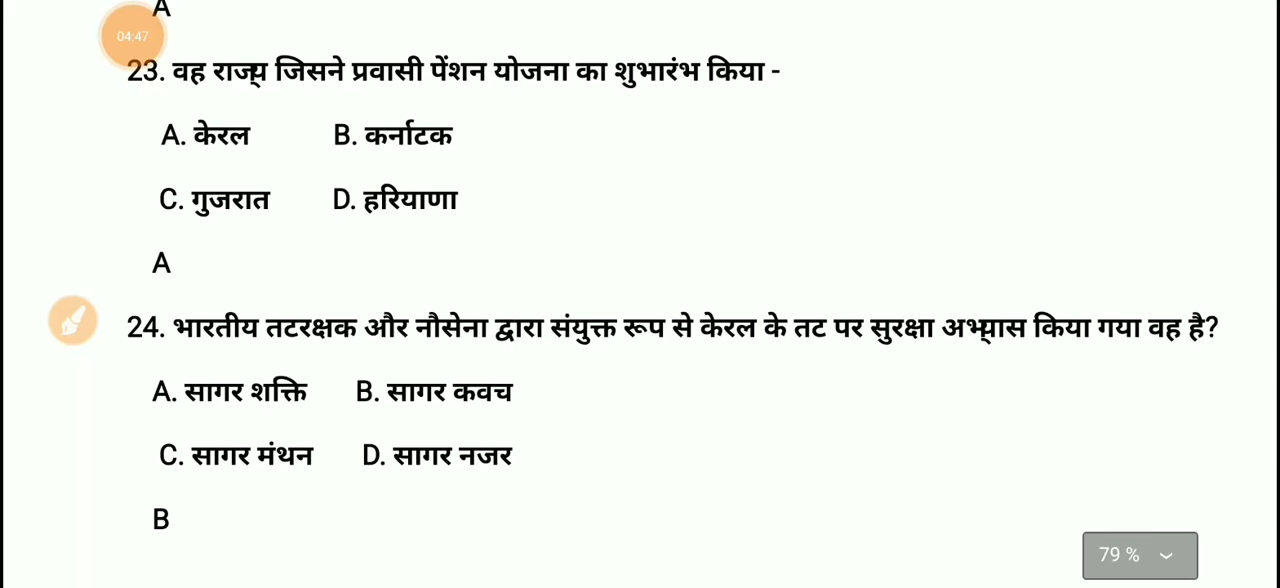 A
04:47
23. वह राज्य जिसने प्रवासी पेंशन योजना का शुभारंभ किया -
A. केरल B. कर्नाटक
C. गुजरात D. हरियाणा
A
24. भारतीय तटरक्षक और नौसेना द्वारा संयुक्त रूप से केरल के तट पर सुरक्षा अभ्यास किया गया वह है?
A. सागर शक्ति B. सागर कवच
C. सागर मंथन D. सागर नजर
B
79 %